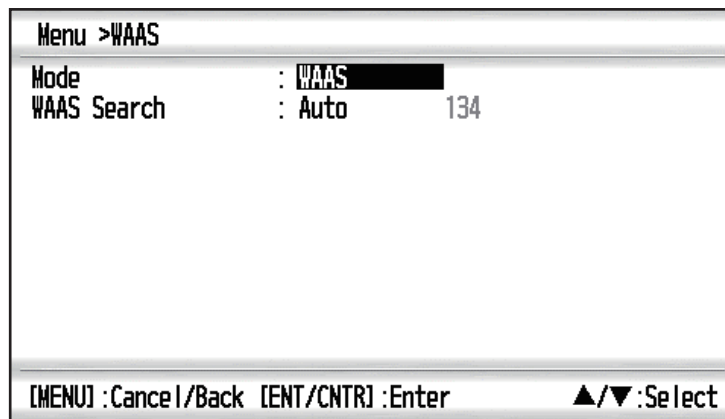 Menu >WAAS
Mode : WAAS
WAAS Search : Auto 134
[MENU] :Cancel/Back [ENT/CNTR] :Enter ▲/▼:Select